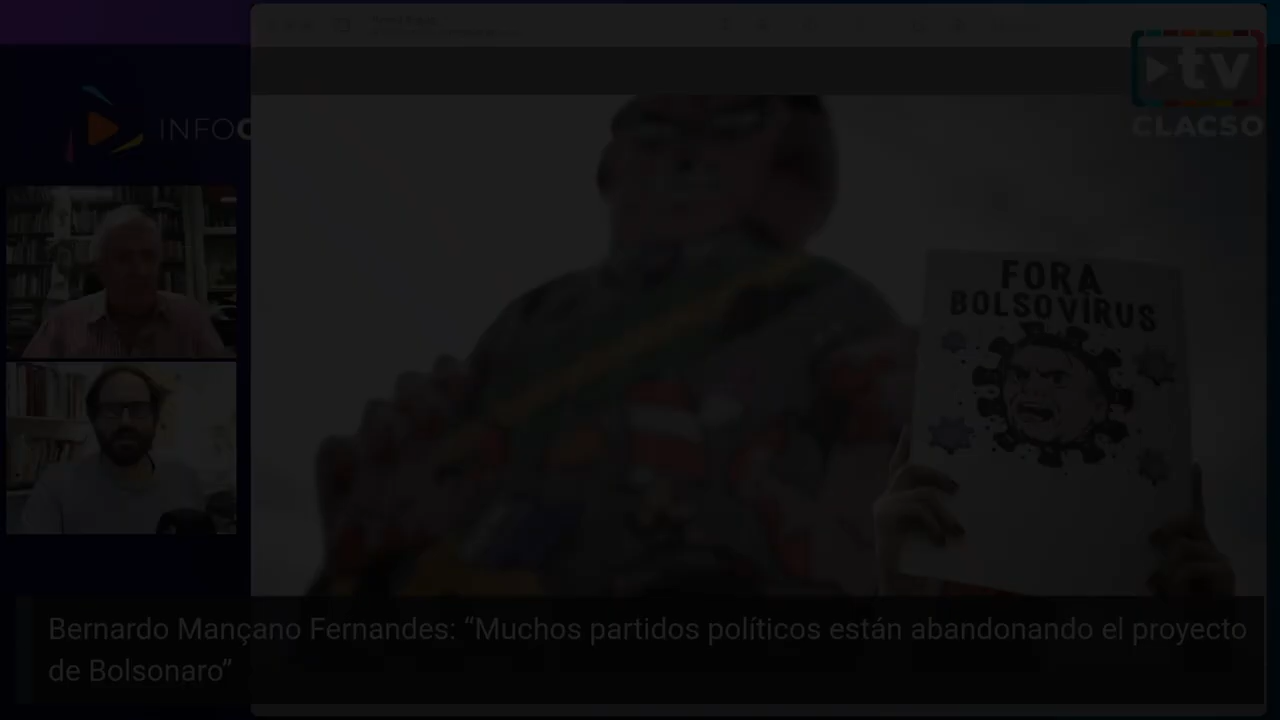 tv
CLACSO
INFOC
FORA
BOLSOVÍRUS
Bernardo Mançano Fernandes: “Muchos partidos políticos están abandonando el proyecto
de Bolsonaro”